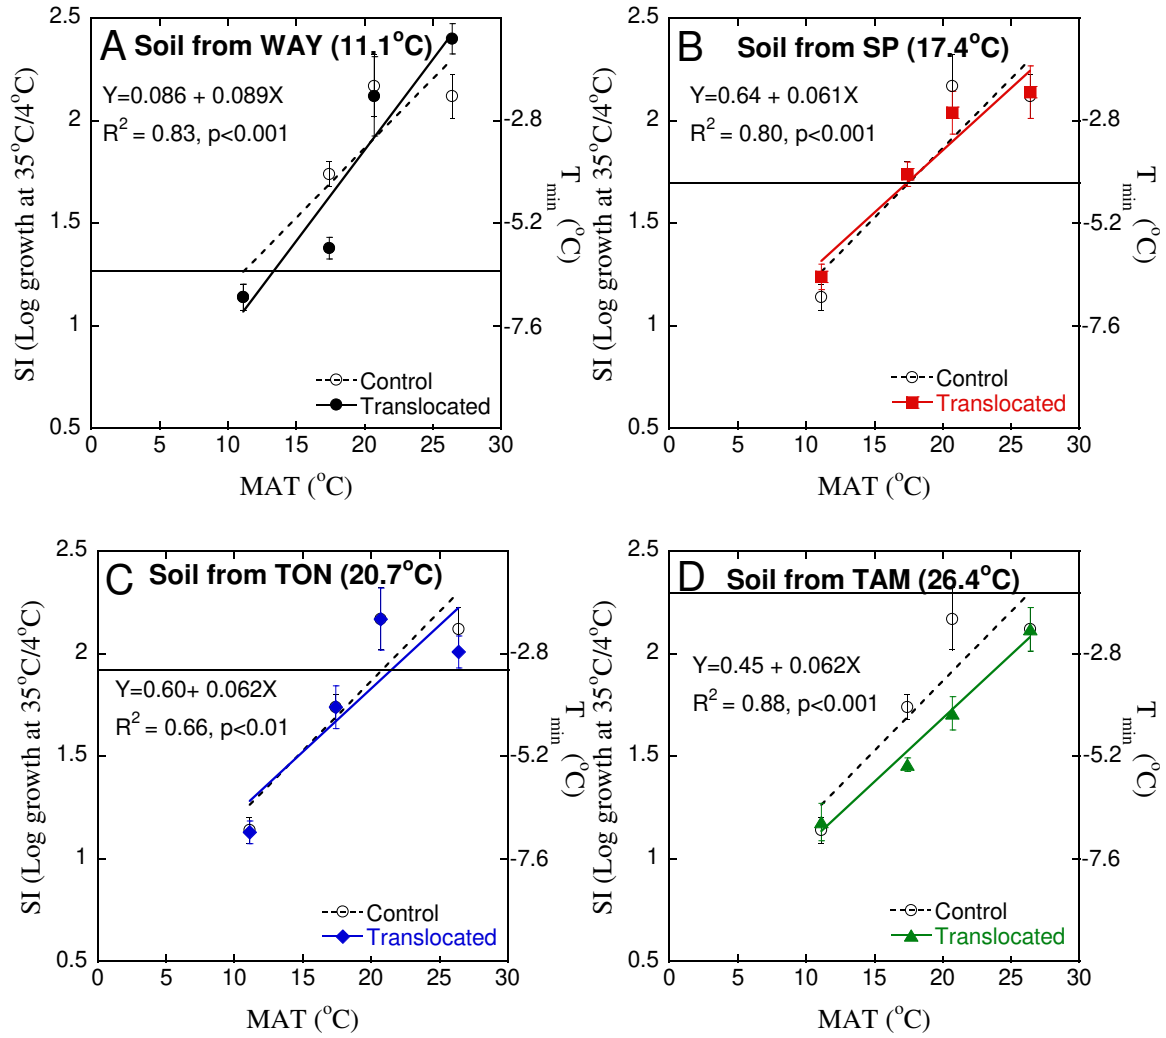 A Soil from WAY (11.1°C)
Y=0.086 + 0.089X
R² = 0.83, p<0.001
SI (Log growth at 35°C/4°C)
2.5
2
1.5
1
0.5
-2.8
-5.2
-7.6
T min (°C)
Control
Translocated
0 5 10 15 20 25 30
MAT (°C)
B Soil from SP (17.4°C)
Y=0.64 + 0.061X
R² = 0.80, p<0.001
SI (Log growth at 35°C/4°C)
2.5
2
1.5
1
0.5
-2.8
-5.2
-7.6
T min (°C)
Control
Translocated
0 5 10 15 20 25 30
MAT (°C)
C Soil from TON (20.7°C)
Y=0.60+ 0.062X
R² = 0.66, p<0.01
SI (Log growth at 35°C/4°C)
2.5
2
1.5
1
0.5
-2.8
-5.2
-7.6
T min (°C)
Control
Translocated
0 5 10 15 20 25 30
MAT (°C)
D Soil from TAM (26.4°C)
Y=0.45 + 0.062X
R² = 0.88, p<0.001
SI (Log growth at 35°C/4°C)
2.5
2
1.5
1
0.5
-2.8
-5.2
-7.6
T min (°C)
Control
Translocated
0 5 10 15 20 25 30
MAT (°C)